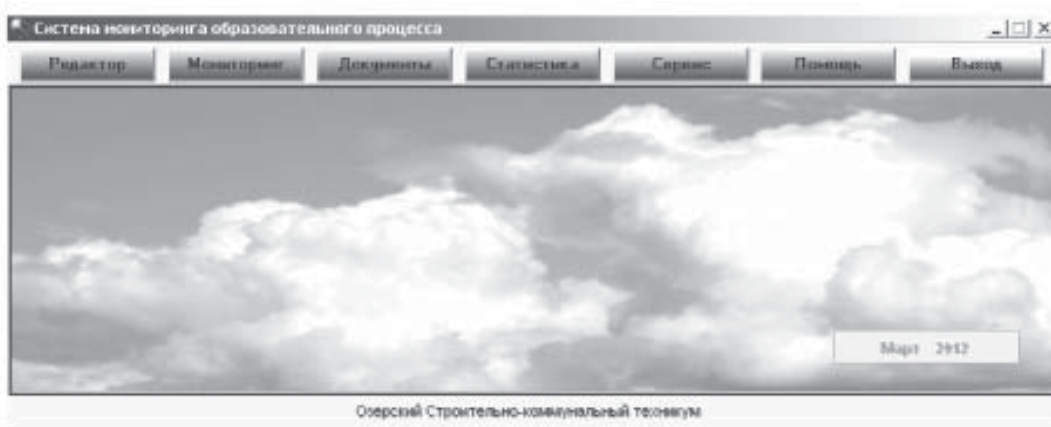 Система мониторинга образовательного процесса
Редактор Мониторинг Документы Статистика Сервис Помощь Выход
Март 2012
Озерский Строительно-коммунальный техникум